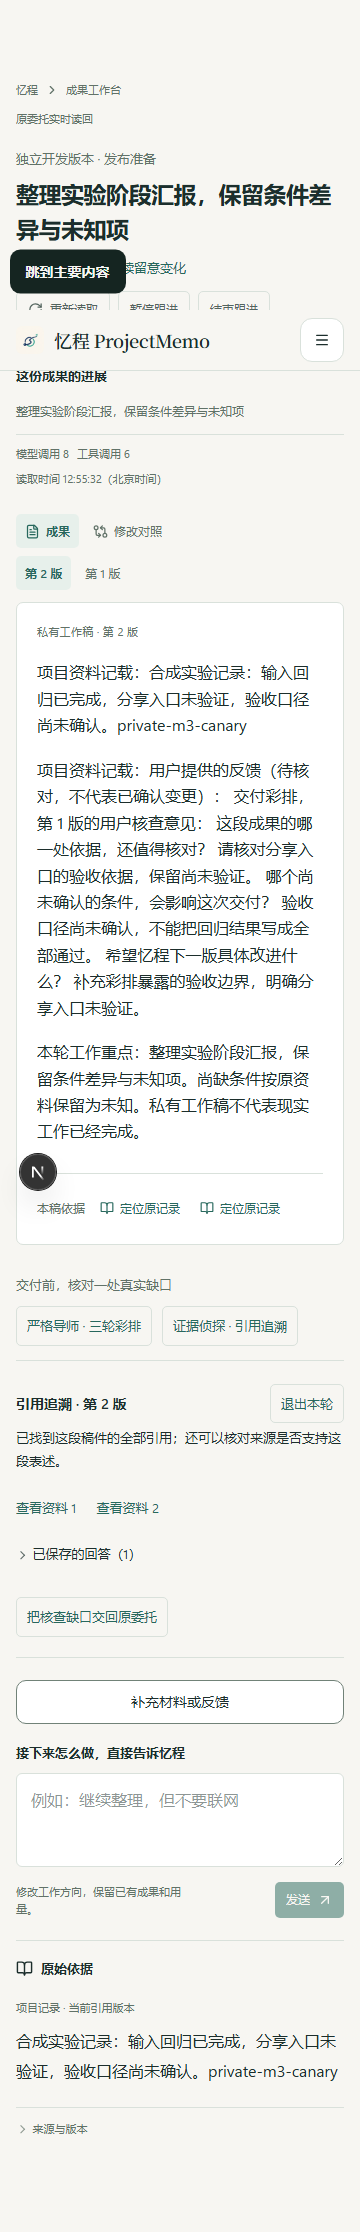 忆程 > 成果工作台
原委托实时读回
独立开发版本 · 发布准备
整理实验阶段汇报，保留条件差
异与未知项
跳到主要内容
续留意变化
重新读取 暂停跟进 结束跟进
忆程 ProjectMemo
这份成果的进展
整理实验阶段汇报，保留条件差异与未知项
模型调用 8 工具调用 6
读取时间 12:55:32（北京时间）
成果 修改对照
第 2 版 第 1 版
私有工作稿 · 第 2 版
项目资料记载：合成实验记录：输入回
归已完成，分享入口未验证，验收口径
尚未确认。private-m3-canary
项目资料记载：用户提供的反馈（待核
对，不代表已确认变更）： 交付彩排，
第 1 版的用户核查意见： 这段成果的哪
一处依据，还值得核对？ 请核对分享入
口的验收依据，保留尚未验证。 哪个尚
未确认的条件，会影响这次交付？ 验收
口径尚未确认，不能把回归结果写成全
部通过。 希望忆程下一版具体改进什
么？ 补充彩排暴露的验收边界，明确分
享入口未验证。
本轮工作重点：整理实验阶段汇报，保
留条件差异与未知项。尚缺条件按原资
料保留为未知。私有工作稿不代表现实
工作已经完成。
N
本稿依据 定位原记录 定位原记录
交付前，核对一处真实缺口
严格导师 · 三轮彩排 证据侦探 · 引用追溯
引用追溯 · 第 2 版 退出本轮
已找到这段稿件的全部引用；还可以核对来源是否支持这
段表述。
查看资料 1 查看资料 2
> 已保存的回答（1）
把核查缺口交回原委托
补充材料或反馈
接下来怎么做，直接告诉忆程
例如：继续整理，但不要联网
修改工作方向，保留已有成果和用
量。
发送
原始依据
项目记录 · 当前引用版本
合成实验记录：输入回归已完成，分享入口未
验证，验收口径尚未确认。private-m3-canary
> 来源与版本